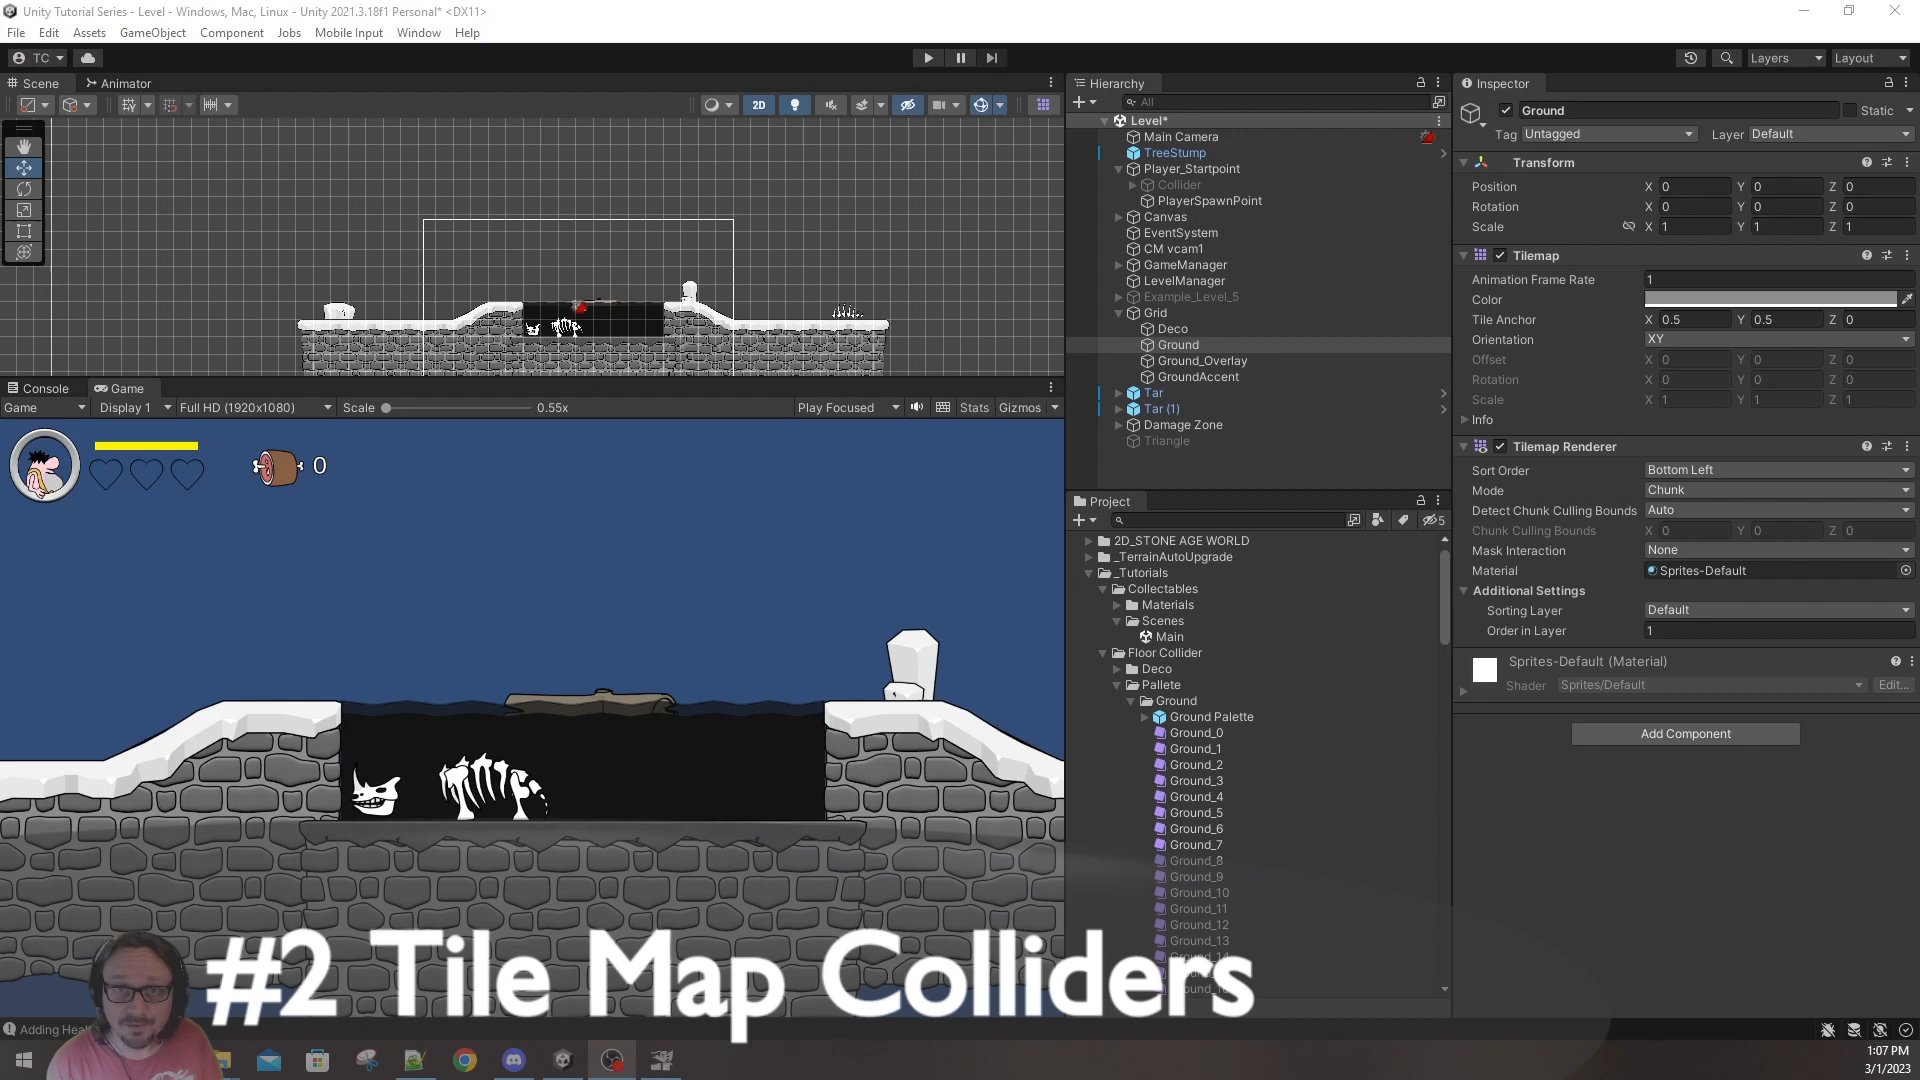 Unity Tutorial Series - Level - Windows, Mac, Linux - Unity 2021.3.18f1 Personal* <DX11>
File Edit Assets GameObject Component Jobs Mobile Input Window Help
TC
Layers
Layout
Scene
Animator
2D
Hierarchy
All
Level*
Main Camera
TreeStump
Player_Startpoint
Collider
PlayerSpawnPoint
Canvas
EventSystem
CM vcam1
GameManager
LevelManager
Example_Level_5
Grid
Deco
Ground
Ground_Overlay
GroundAccent
Tar
Tar (1)
Damage Zone
Triangle
Inspector
Ground
Static
Tag Untagged
Layer Default
Transform
Position X 0 Y 0 Z 0
Rotation X 0 Y 0 Z 0
Scale X 1 Y 1 Z 1
Tilemap
Animation Frame Rate 1
Color
Tile Anchor X 0.5 Y 0.5 Z 0
Orientation XY
Offset X 0 Y 0 Z 0
Rotation X 0 Y 0 Z 0
Scale X 1 Y 1 Z 1
Info
Tilemap Renderer
Sort Order Bottom Left
Mode Chunk
Detect Chunk Culling Bounds Auto
Chunk Culling Bounds X 0 Y 0 Z 0
Mask Interaction None
Material Sprites-Default
Additional Settings
Sorting Layer Default
Order in Layer 1
Sprites-Default (Material)
Shader Sprites/Default Edit...
Add Component
Console
Game
Game Display 1 Full HD (1920x1080) Scale 0.55x Play Focused Stats Gizmos
0
Project
5
2D_STONE AGE WORLD
_TerrainAutoUpgrade
_Tutorials
Collectables
Materials
Scenes
Main
Floor Collider
Deco
Pallete
Ground
Ground Palette
Ground_0
Ground_1
Ground_2
Ground_3
Ground_4
Ground_5
Ground_6
Ground_7
Ground_8
Ground_9
Ground_10
Ground_11
Ground_12
Ground_13
#2 Tile Map Colliders
Adding
1:07 PM
3/1/2023